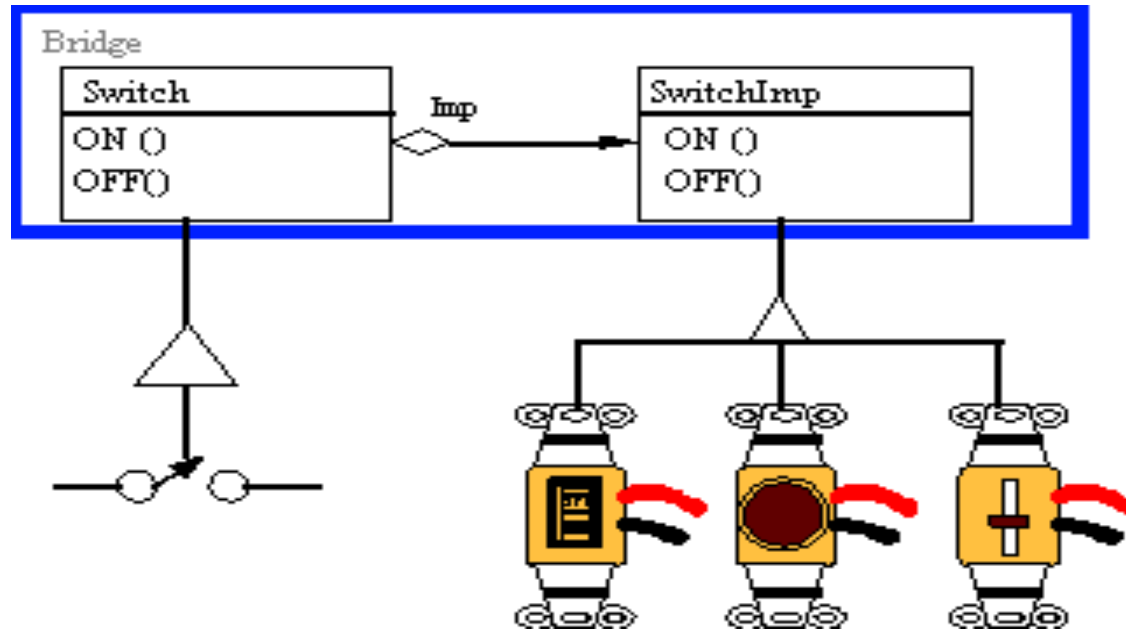 Bridge
Switch
Imp
SwitchImp
ON ()
OFF()
ON ()
OFF()